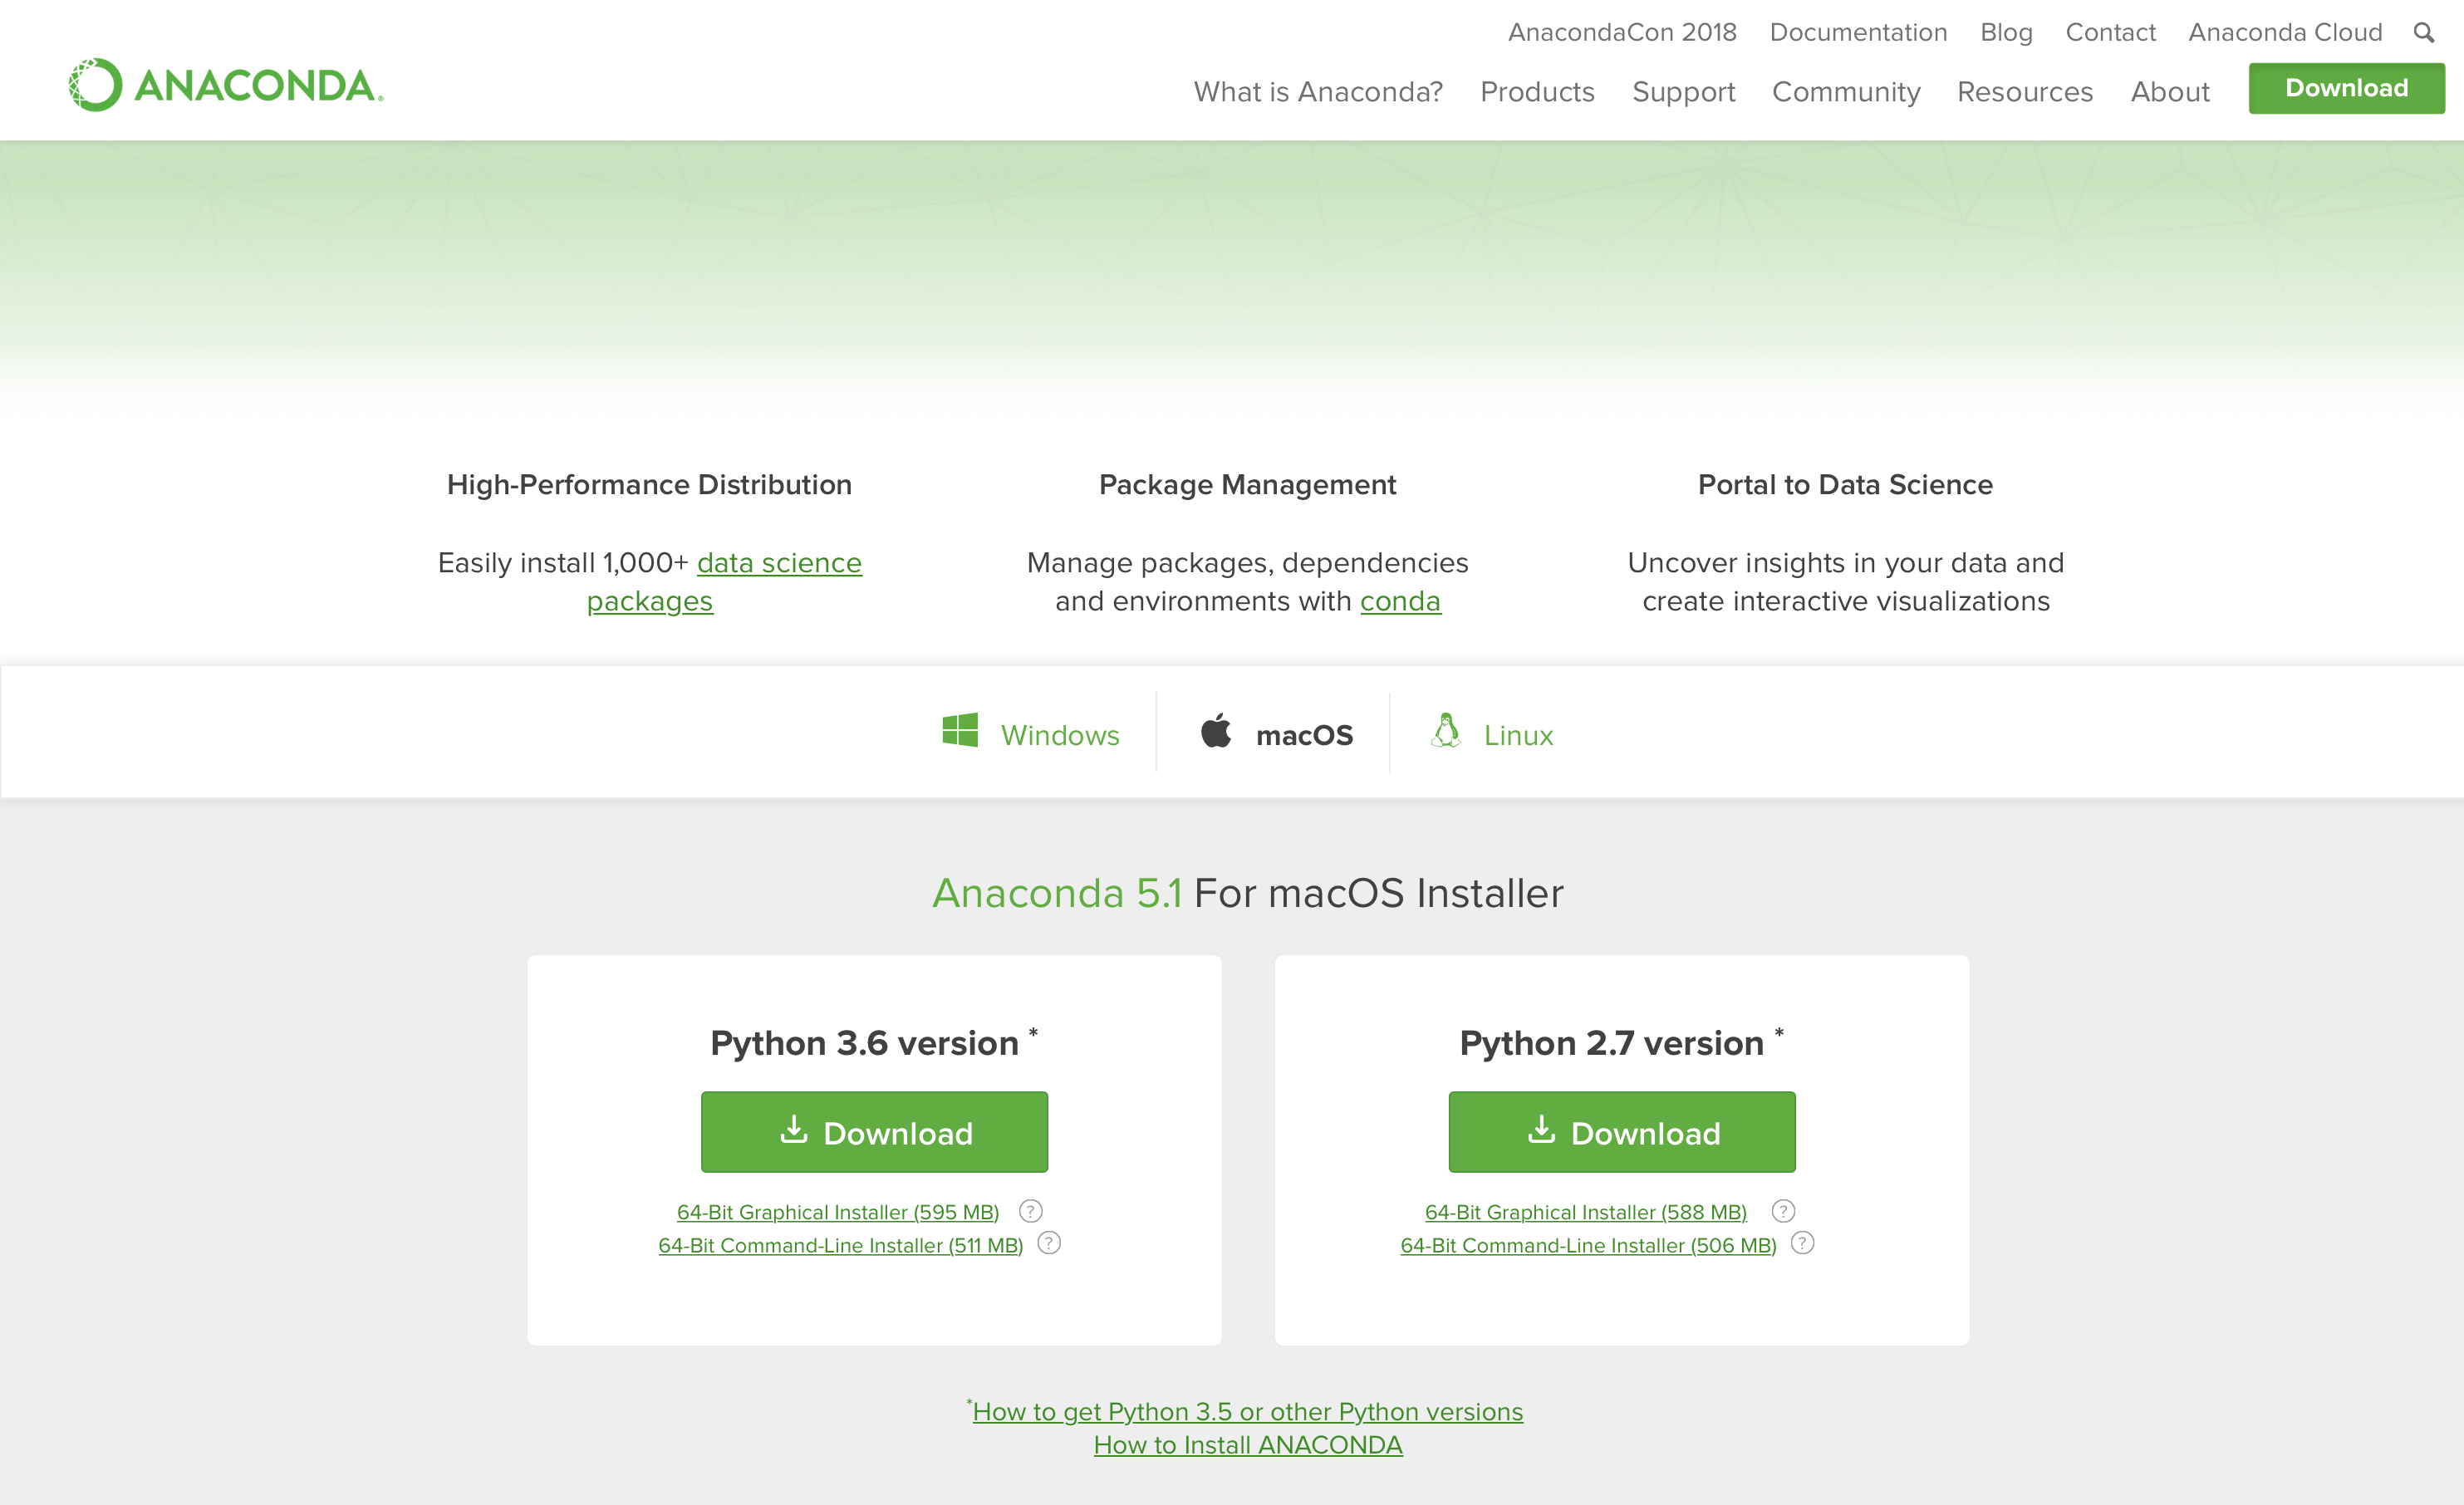 AnacondaCon 2018 Documentation Blog Contact Anaconda Cloud
ANACONDA®
What is Anaconda? Products Support Community Resources About Download
High-Performance Distribution
Easily install 1,000+ data science
packages
Package Management
Manage packages, dependencies
and environments with conda
Portal to Data Science
Uncover insights in your data and
create interactive visualizations
Windows macOS Linux
Anaconda 5.1 For macOS Installer
Python 3.6 version *
Download
64-Bit Graphical Installer (595 MB) ?
64-Bit Command-Line Installer (511 MB) ?
Python 2.7 version *
Download
64-Bit Graphical Installer (588 MB) ?
64-Bit Command-Line Installer (506 MB) ?
*How to get Python 3.5 or other Python versions
How to Install ANACONDA